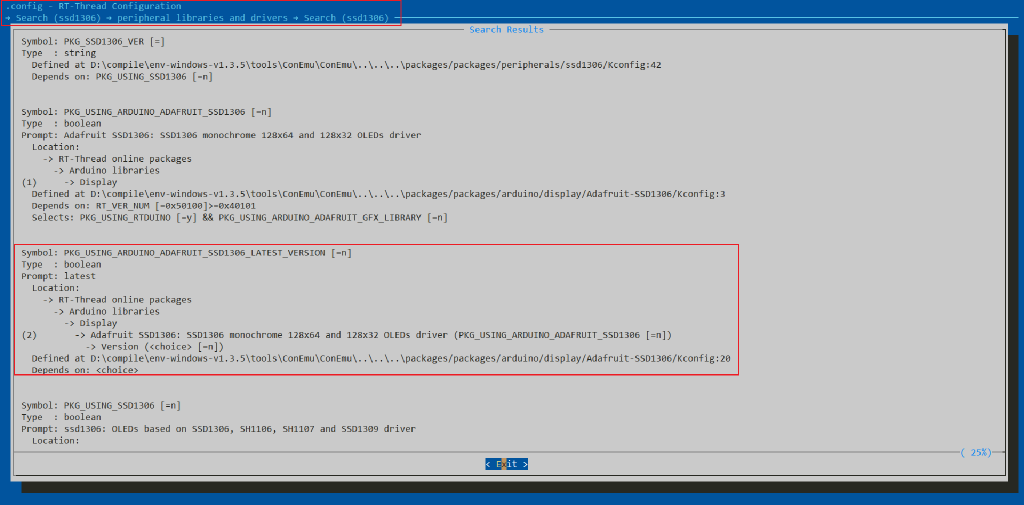 .config - RT-Thread Configuration
→ Search (ssd1306) → peripheral libraries and drivers → Search (ssd1306)
Search Results
Symbol: PKG_SSD1306_VER [=]
Type  : string
Defined at D:\compile\env-windows-v1.3.5\tools\ConEmu\ConEmu\..\..\..\packages/packages/peripherals/ssd1306/Kconfig:42
Depends on: PKG_USING_SSD1306 [=n]
Symbol: PKG_USING_ARDUINO_ADAFRUIT_SSD1306 [=n]
Type  : boolean
Prompt: Adafruit SSD1306: SSD1306 monochrome 128x64 and 128x32 OLEDs driver
Location:
-> RT-Thread online packages
-> Arduino libraries
(1)     -> Display
Defined at D:\compile\env-windows-v1.3.5\tools\ConEmu\ConEmu\..\..\..\packages/packages/arduino/display/Adafruit-SSD1306/Kconfig:3
Depends on: RT_VER_NUM [=0x50100]>=0x40101
Selects: PKG_USING_RTDUINO [=y] && PKG_USING_ARDUINO_ADAFRUIT_GFX_LIBRARY [=n]
Symbol: PKG_USING_ARDUINO_ADAFRUIT_SSD1306_LATEST_VERSION [=n]
Type  : boolean
Prompt: latest
Location:
-> RT-Thread online packages
-> Arduino libraries
-> Display
(2)       -> Adafruit SSD1306: SSD1306 monochrome 128x64 and 128x32 OLEDs driver (PKG_USING_ARDUINO_ADAFRUIT_SSD1306 [=n])
-> Version (<choice> [=n])
Defined at D:\compile\env-windows-v1.3.5\tools\ConEmu\ConEmu\..\..\..\packages/packages/arduino/display/Adafruit-SSD1306/Kconfig:20
Depends on: <choice>
Symbol: PKG_USING_SSD1306 [=n]
Type  : boolean
Prompt: ssd1306: OLEDs based on SSD1306, SH1106, SH1107 and SSD1309 driver
Location:
( 25%)
< Exit >